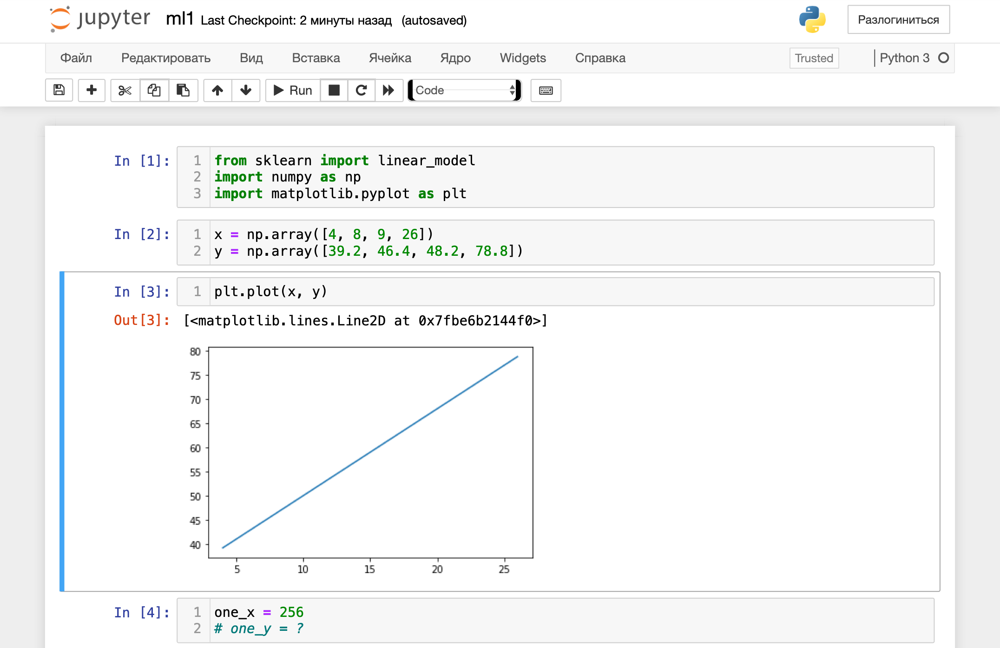 jupyter ml1 Last Checkpoint: 2 минуты назад (autosaved) Разлогиниться
Файл Редактировать Вид Вставка Ячейка Ядро Widgets Справка Trusted Python 3
Run Code
In [1]: 1 from sklearn import linear_model
2 import numpy as np
3 import matplotlib.pyplot as plt
In [2]: 1 x = np.array([4, 8, 9, 26])
2 y = np.array([39.2, 46.4, 48.2, 78.8])
In [3]: 1 plt.plot(x, y)
Out[3]: [<matplotlib.lines.Line2D at 0x7fbe6b2144f0>]
80
75
70
65
60
55
50
45
40
5 10 15 20 25
In [4]: 1 one_x = 256
2 # one_y = ?